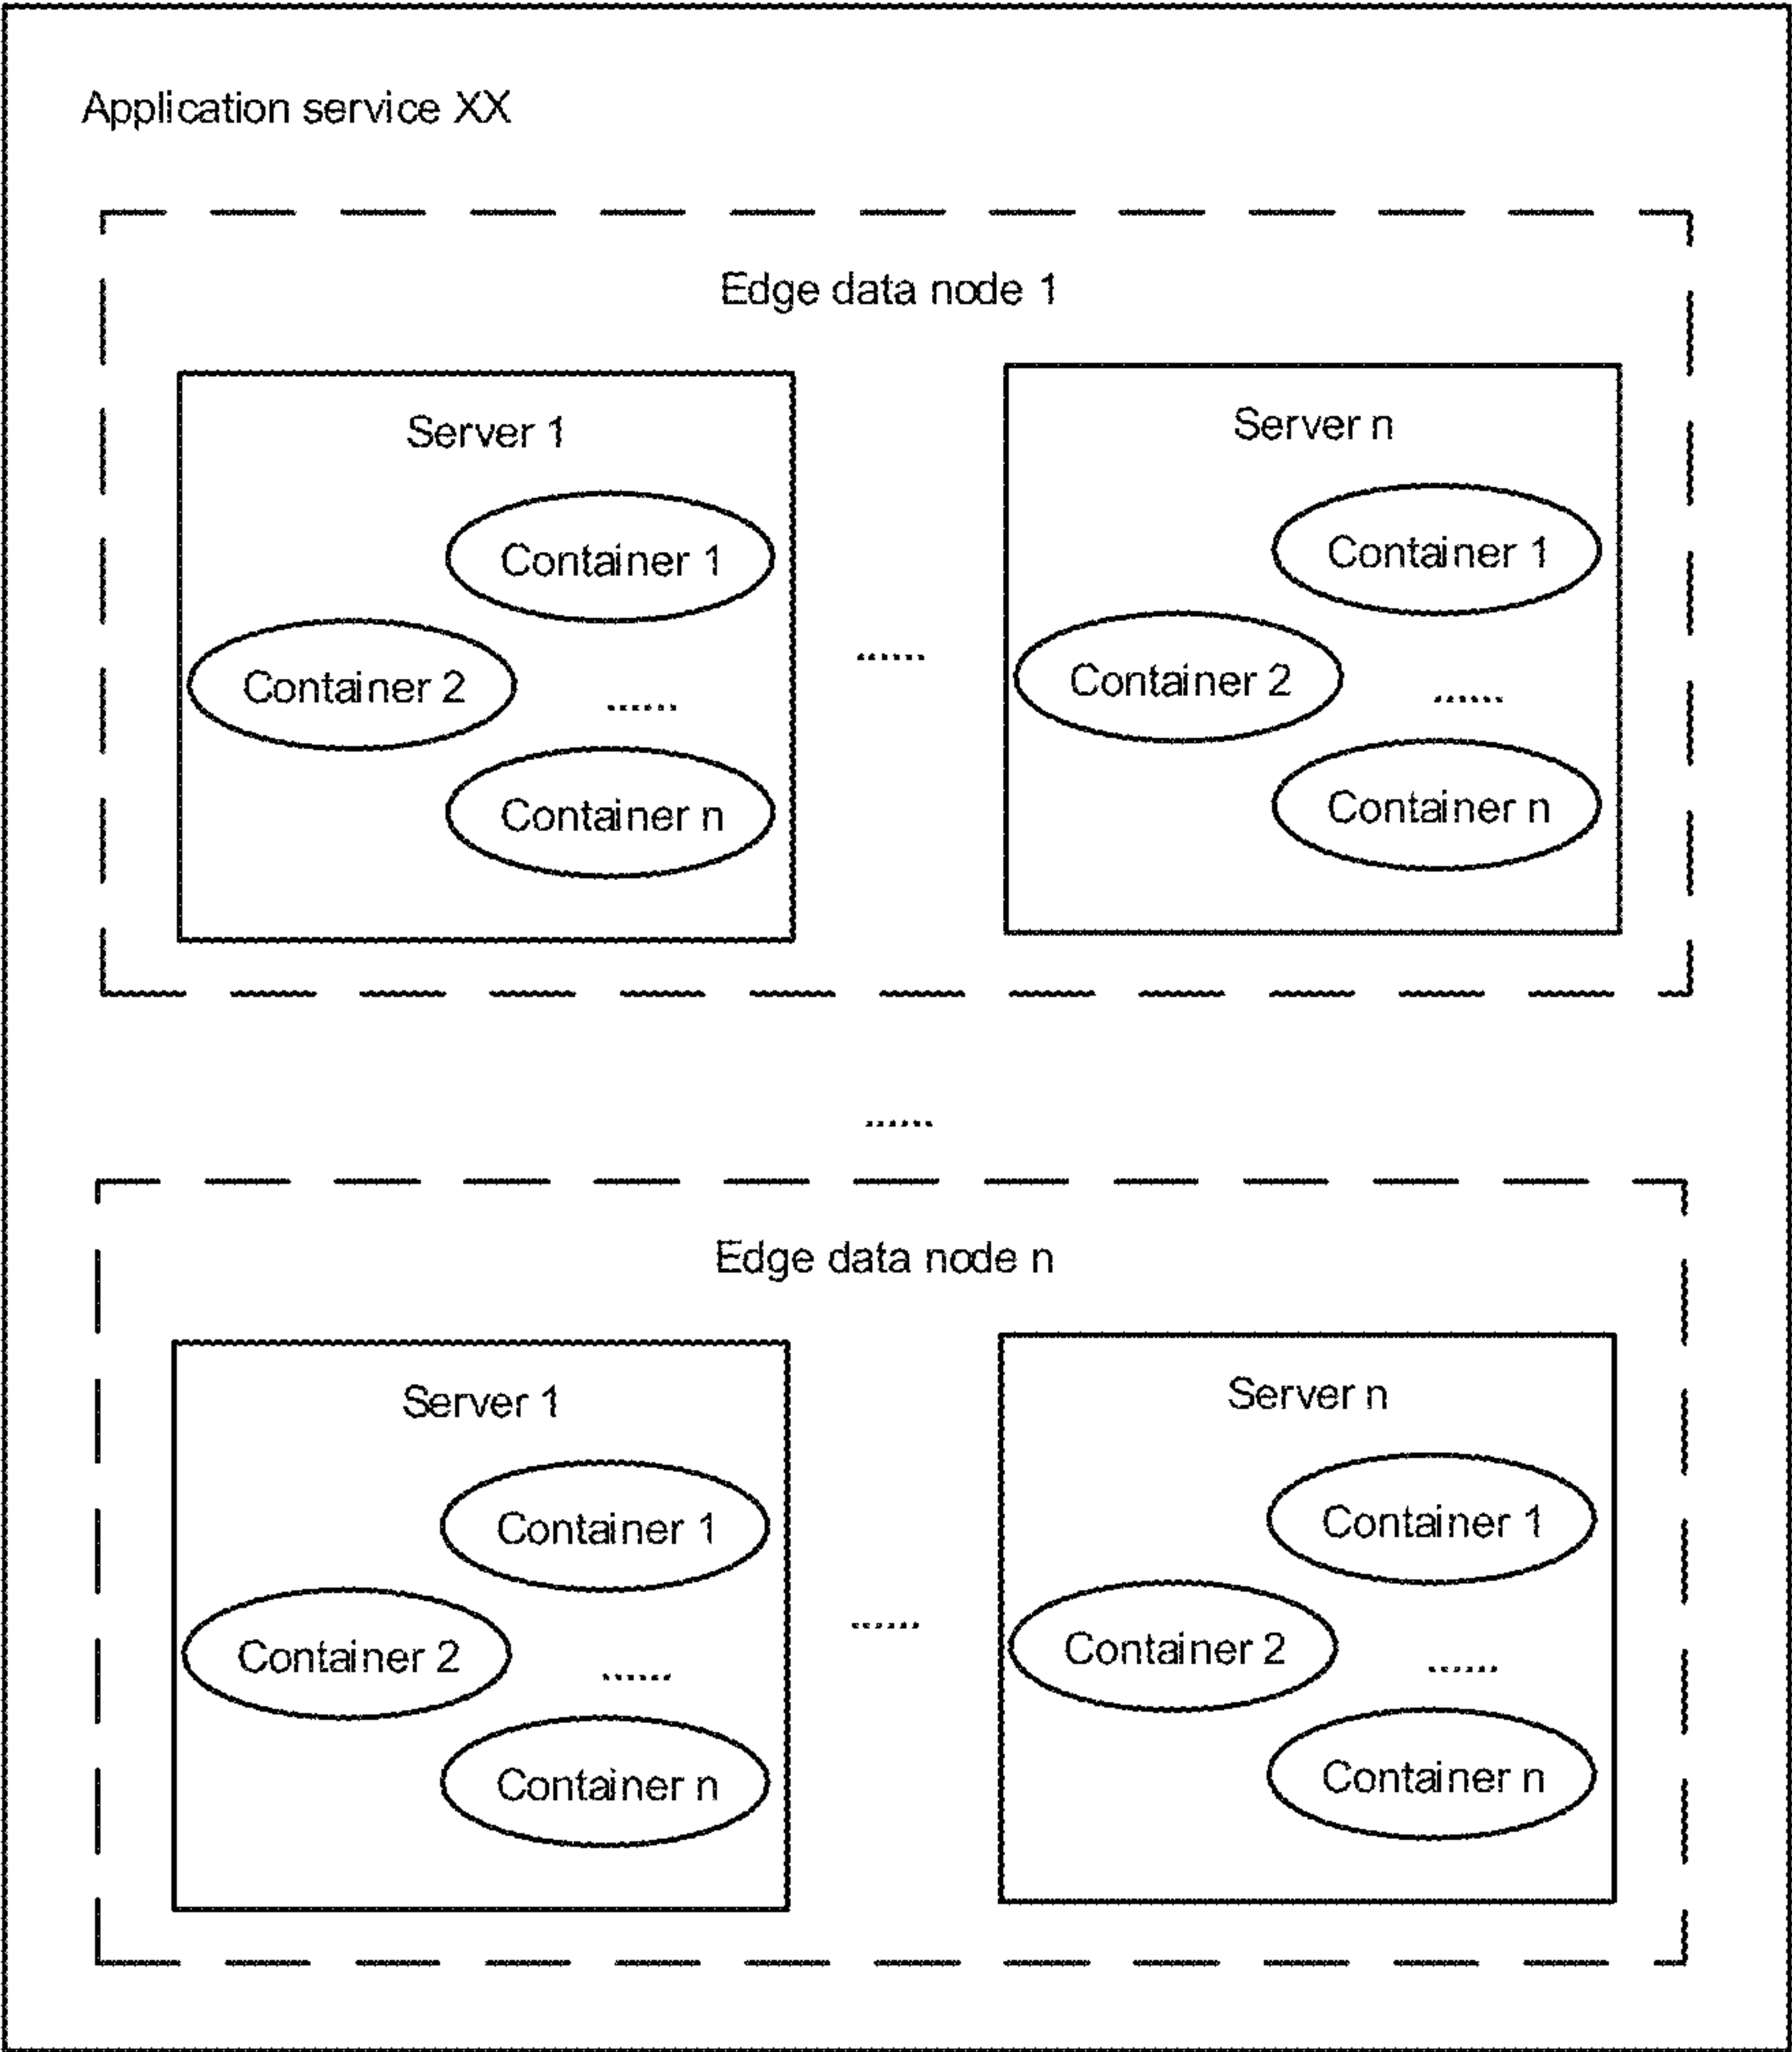 Application service XX
Edge data node 1
Server 1
Server n
Container 1
Container 1
Container 2
......
......
Container 2
......
Container n
Container n
......
Edge data node n
Server 1
Server n
Container 1
Container 1
Container 2
......
......
Container 2
......
Container n
Container n